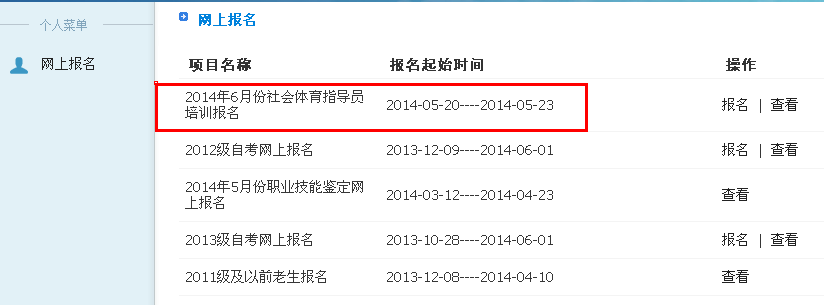 个人菜单
网上报名
网上报名
项目名称 报名起始时间 操作
2014年6月份社会体育指导员
培训报名
2014-05-20----2014-05-23 报名 | 查看
2012级自考网上报名 2013-12-09----2014-06-01 报名 | 查看
2014年5月份职业技能鉴定网
上报名
2014-03-12----2014-04-23 查看
2013级自考网上报名 2013-10-28----2014-06-01 报名 | 查看
2011级及以前老生报名 2013-12-08----2014-04-10 查看